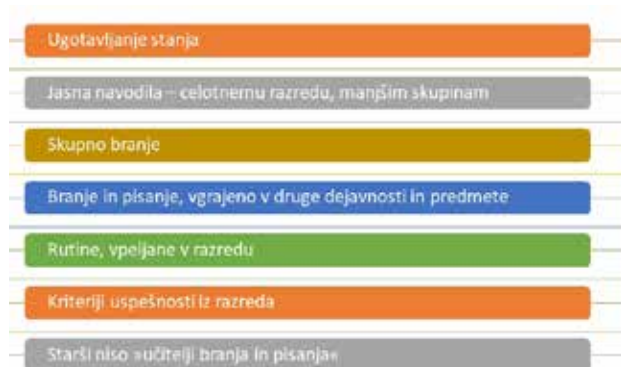 Ugotavljanje stanja
Jasna navodila – celotnemu razredu, manjšim skupinam
Skupno branje
Branje in pisanje, vgrajeno v druge dejavnosti in predmete
Rutine, vpeljane v razredu
Kriteriji uspešnosti iz razreda
Starši niso »učitelji branja in pisanja«